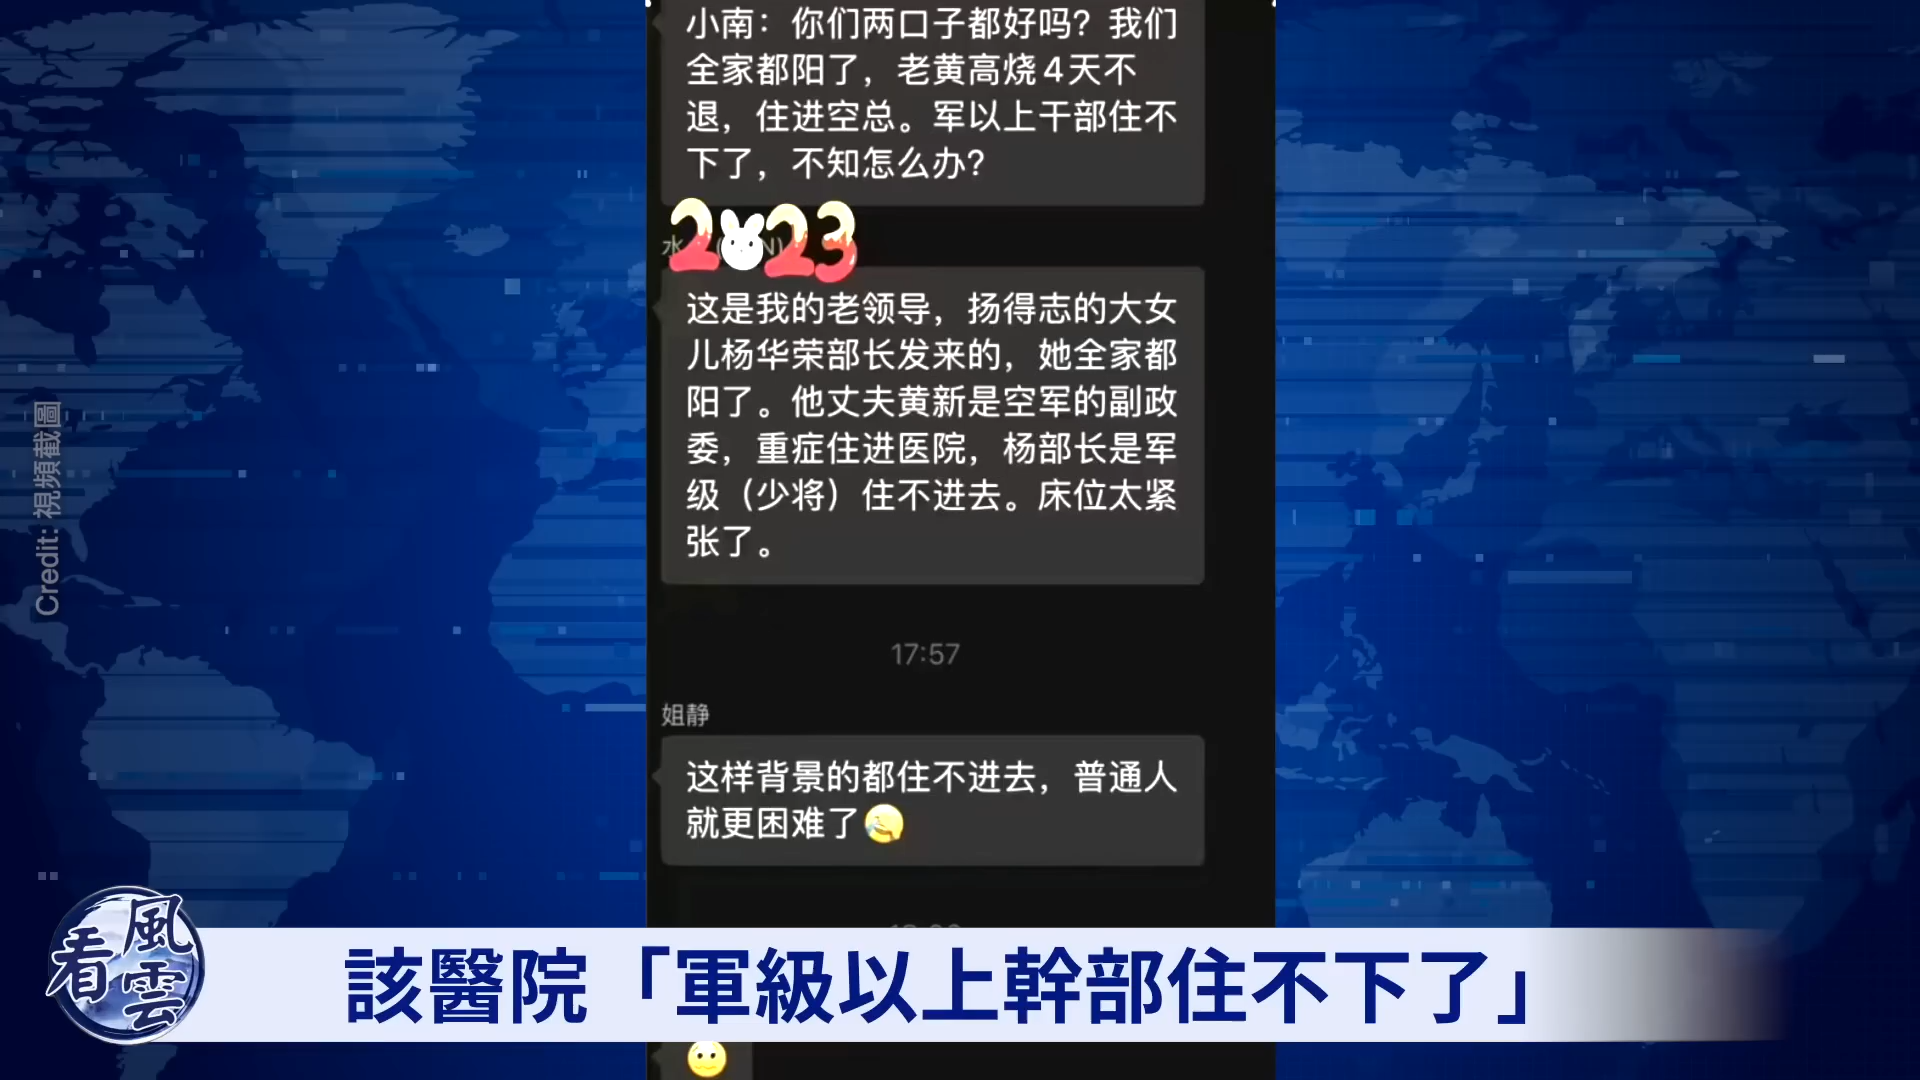 小南：你们两口子都好吗？我们
全家都阳了，老黄高烧4天不
退，住进空总。军以上干部住不
下了，不知怎么办？
2023
这是我的老领导，扬得志的大女
儿杨华荣部长发来的，她全家都
阳了。他丈夫黄新是空军的副政
委，重症住进医院，杨部长是军
级（少将）住不进去。床位太紧
张了。
17:57
姐静
这样背景的都住不进去，普通人
就更困难了
Credit: 視頻截圖
風雲
看
該醫院「軍級以上幹部住不下了」